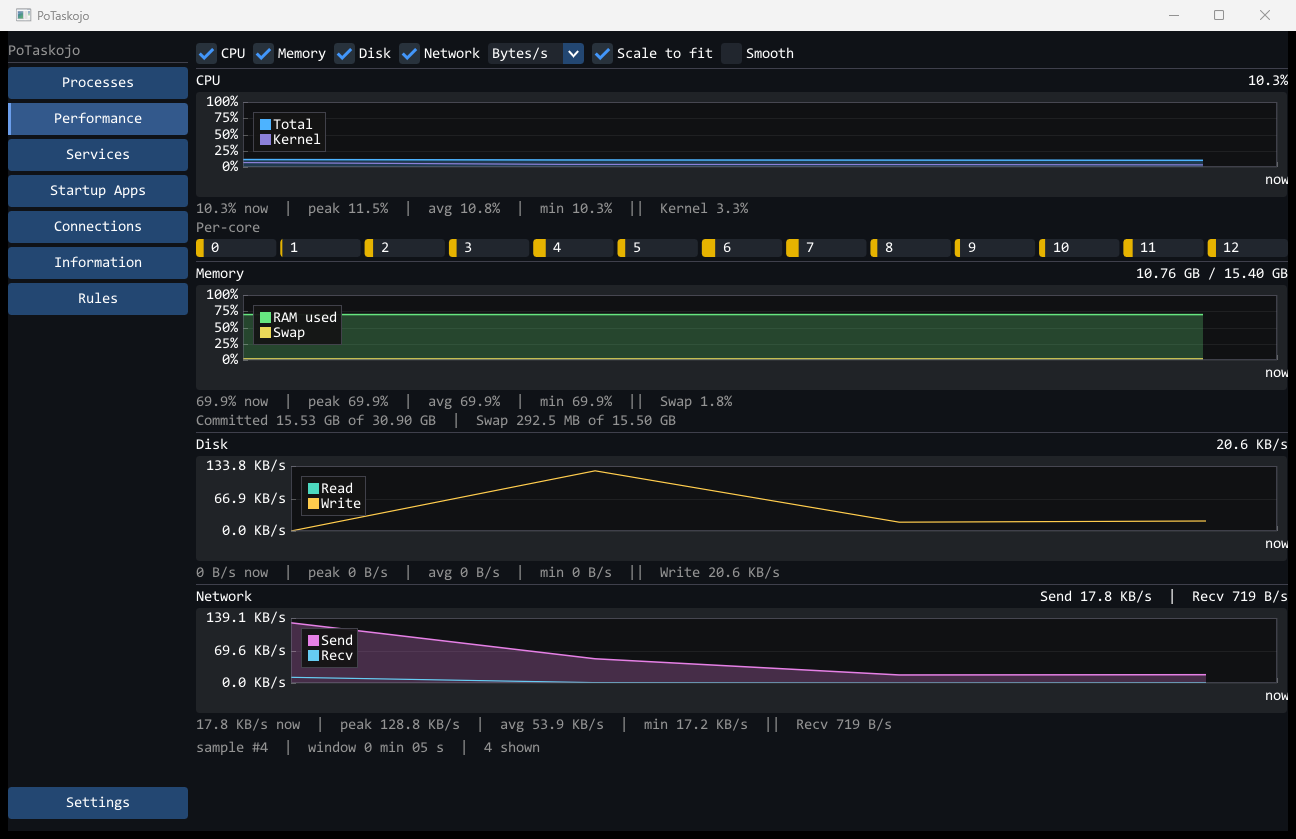 PoTaskojo
PoTaskojo
Processes
Performance
Services
Startup Apps
Connections
Information
Rules
Settings
CPU Memory Disk Network Bytes/s Scale to fit Smooth
CPU 10.3%
100%
75%
50%
25%
0%
Total
Kernel
now
10.3% now | peak 11.5% | avg 10.8% | min 10.3% || Kernel 3.3%
Per-core
0 1 2 3 4 5 6 7 8 9 10 11 12
Memory 10.76 GB / 15.40 GB
100%
75%
50%
25%
0%
RAM used
Swap
now
69.9% now | peak 69.9% | avg 69.9% | min 69.9% || Swap 1.8%
Committed 15.53 GB of 30.90 GB | Swap 292.5 MB of 15.50 GB
Disk 20.6 KB/s
133.8 KB/s
66.9 KB/s
0.0 KB/s
Read
Write
now
0 B/s now | peak 0 B/s | avg 0 B/s | min 0 B/s || Write 20.6 KB/s
Network Send 17.8 KB/s | Recv 719 B/s
139.1 KB/s
69.6 KB/s
0.0 KB/s
Send
Recv
now
17.8 KB/s now | peak 128.8 KB/s | avg 53.9 KB/s | min 17.2 KB/s || Recv 719 B/s
sample #4 | window 0 min 05 s | 4 shown